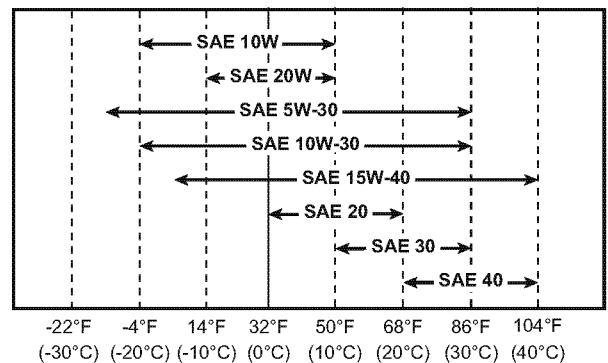 SAE 10W
SAE 20W
SAE 5W-30
SAE 10W-30
SAE 15W-40
SAE 20
SAE 30
SAE 40
-22°F -4°F 14°F 32°F 50°F 68°F 86°F 104°F
(-30°C) (-20°C) (-10°C) (0°C) (10°C) (20°C) (30°C) (40°C)